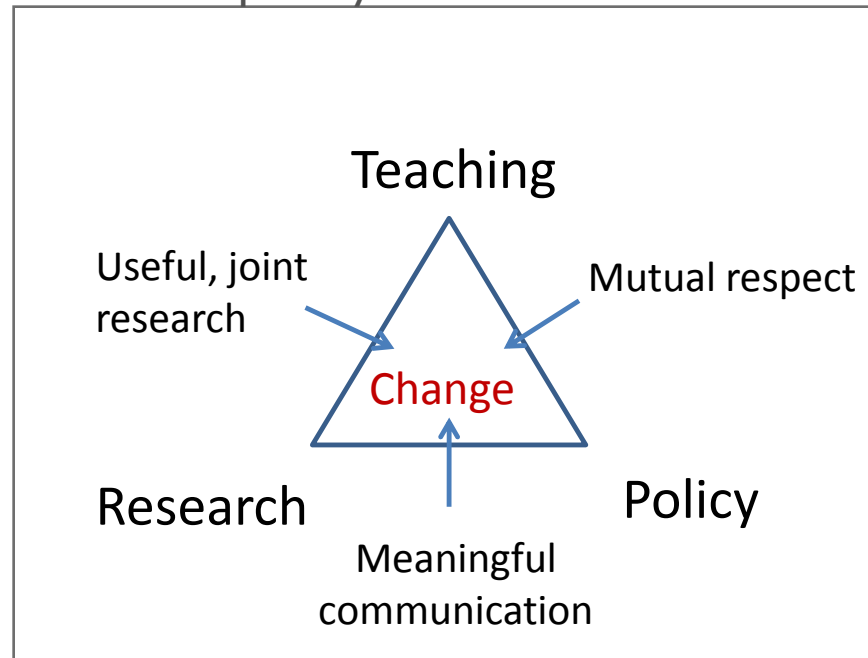 Teaching
Useful, joint
research
Mutual respect
Change
Research
Policy
Meaningful
communication